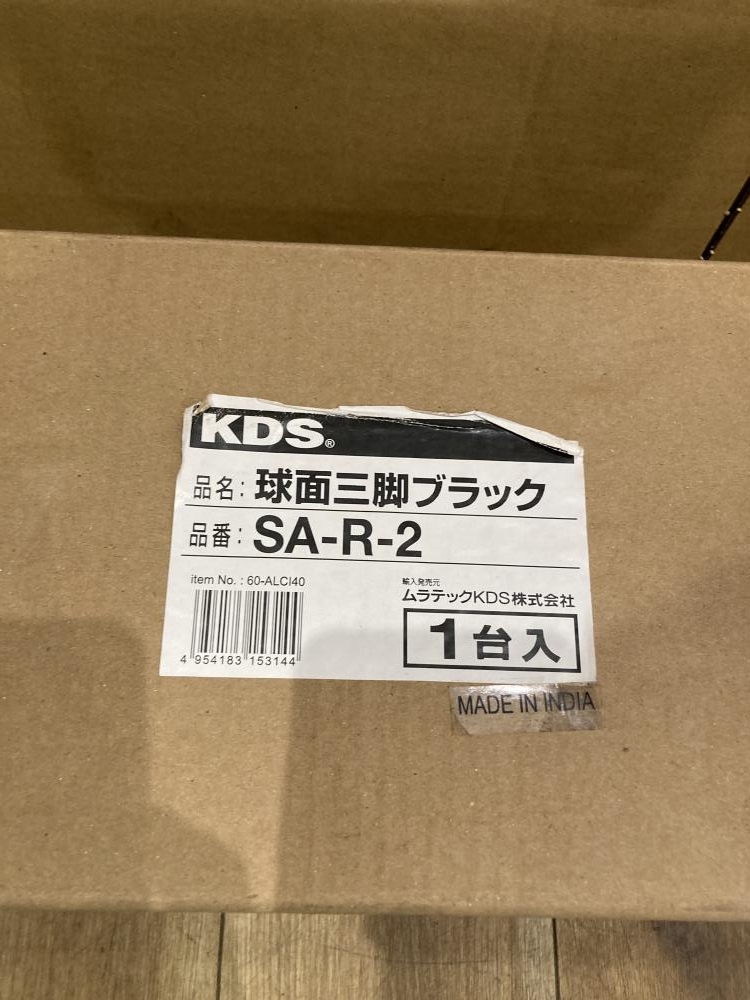 KDS®
品名: 球面三脚ブラック
品番: SA-R-2
item No. : 60-ALCI40
輸入発売元
ムラテックKDS株式会社
1台入
4 954183 153144
MADE IN INDIA